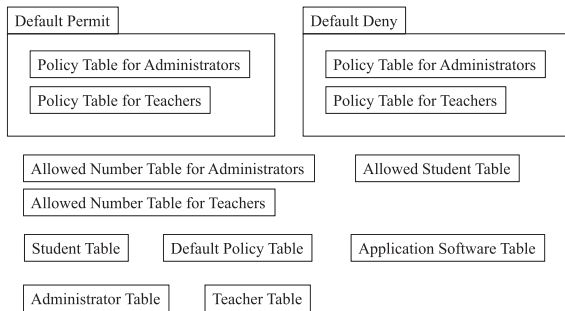 Default Permit
Policy Table for Administrators
Policy Table for Teachers
Default Deny
Policy Table for Administrators
Policy Table for Teachers
Allowed Number Table for Administrators
Allowed Student Table
Allowed Number Table for Teachers
Student Table
Default Policy Table
Application Software Table
Administrator Table
Teacher Table